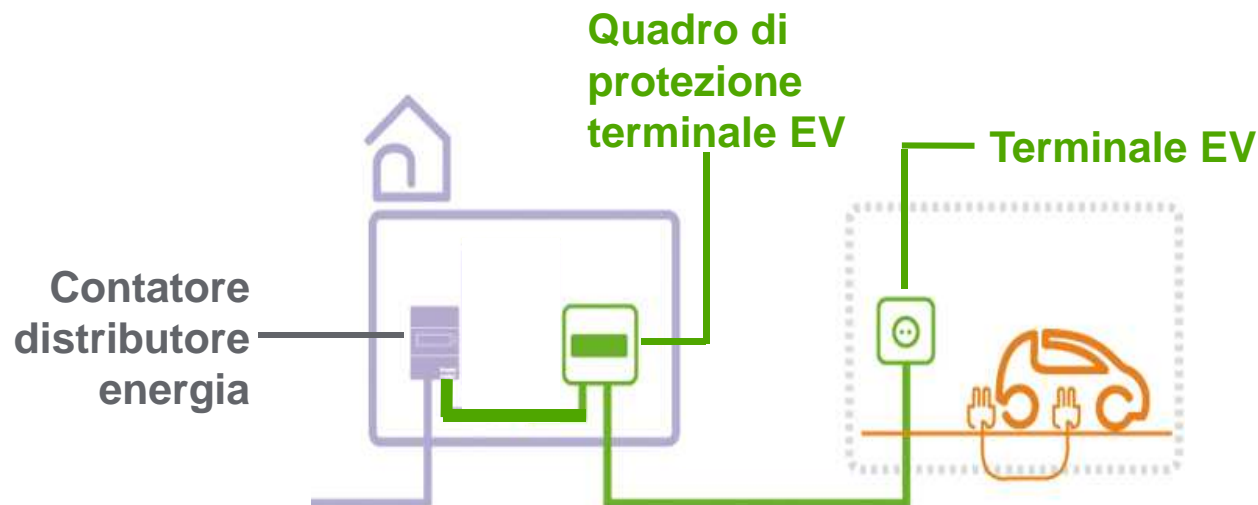 Quadro di
protezione
terminale EV
Terminale EV
Contatore
distributore
energia